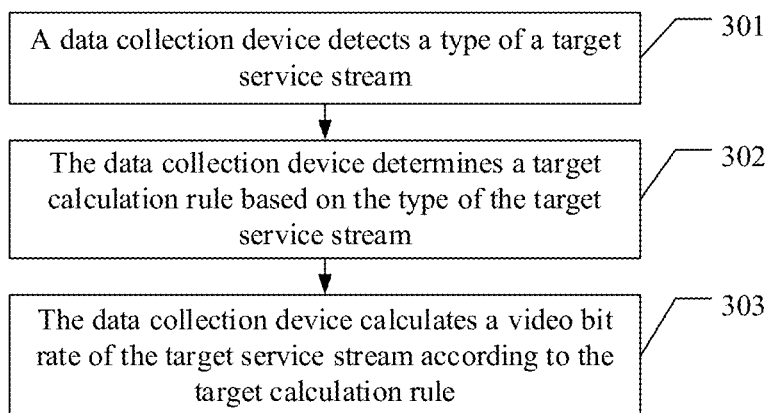 A data collection device detects a type of a target
service stream
301
The data collection device determines a target
calculation rule based on the type of the target
service stream
302
The data collection device calculates a video bit
rate of the target service stream according to the
target calculation rule
303